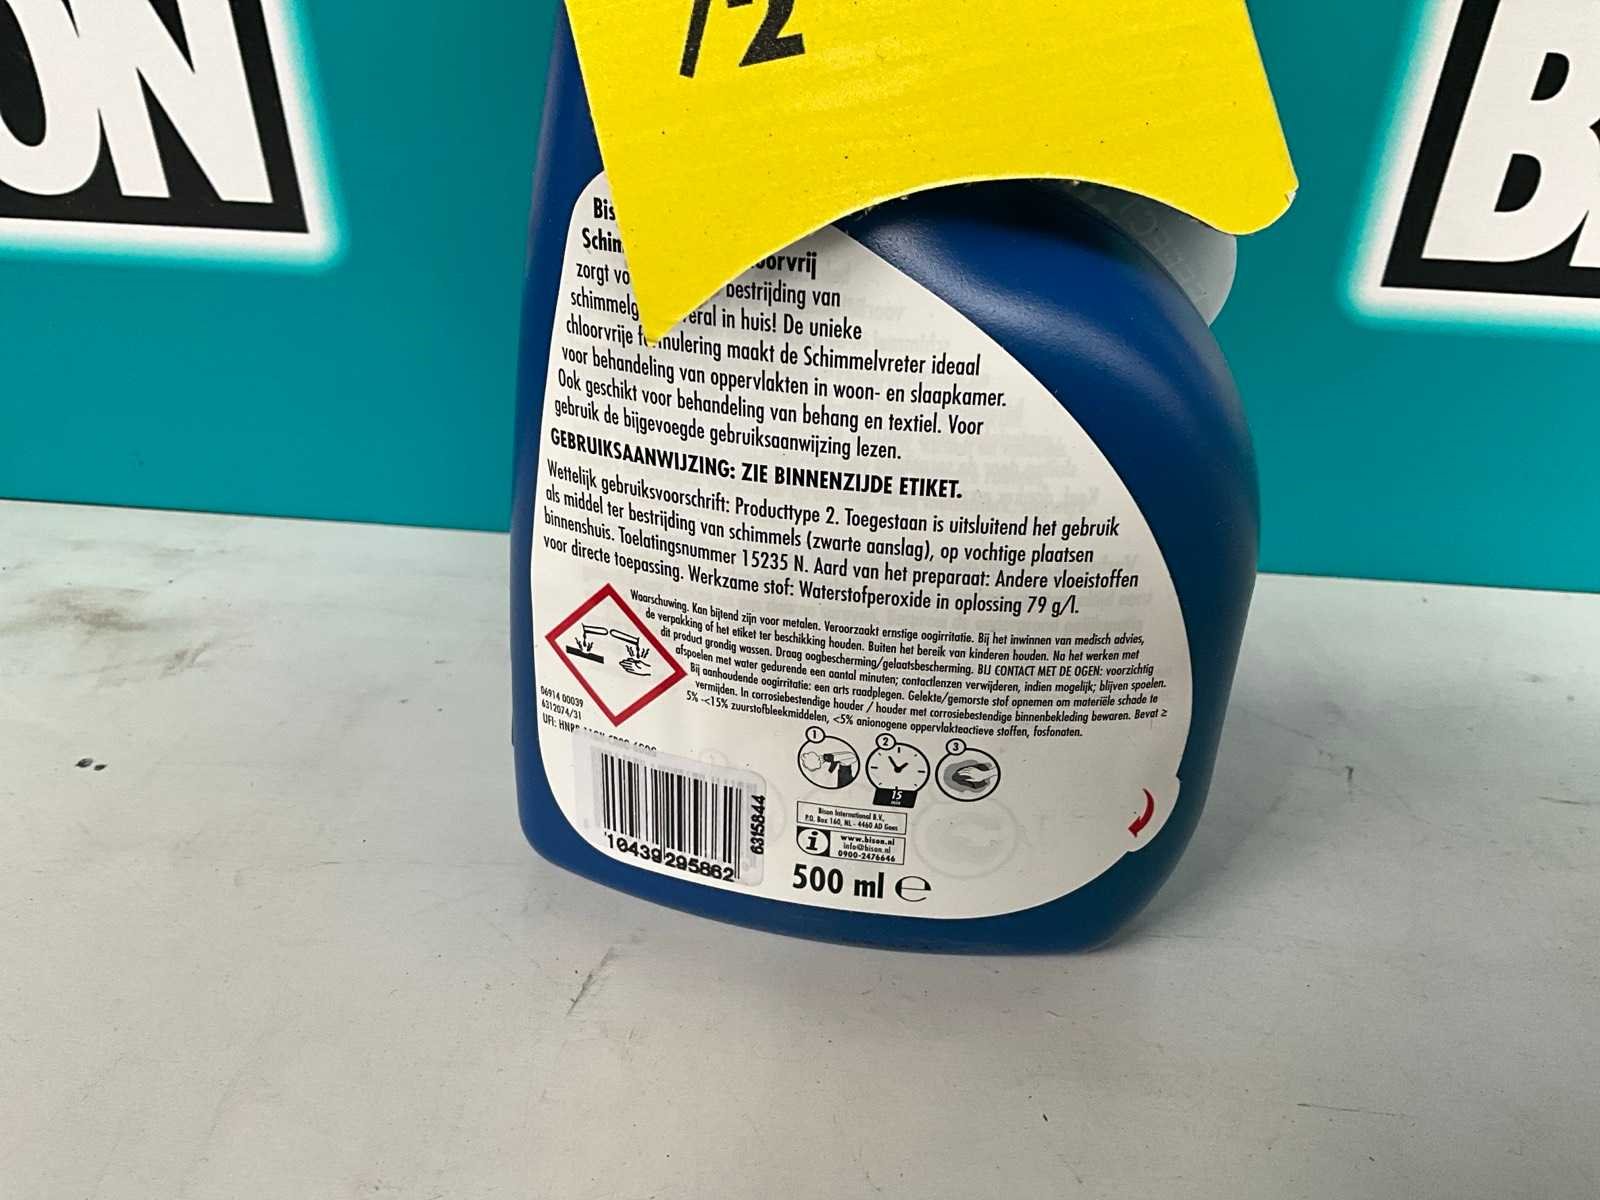 ON
/2
B
Bis
Schim orvrij
zorgt vo bestrijding van
schimmelg eral in huis! De unieke
chloorvrije f mulering maakt de Schimmelvreter ideaal
voor behandeling van oppervlakten in woon- en slaapkamer.
Ook geschikt voor behandeling van behang en textiel. Voor
gebruik de bijgevoegde gebruiksaanwijzing lezen.
GEBRUIKSAANWIJZING: ZIE BINNENZIJDE ETIKET.
Wettelijk gebruiksvoorschrift: Producttype 2. Toegestaan is uitsluitend het gebruik
als middel ter bestrijding van schimmels (zwarte aanslag), op vochtige plaatsen
binnenshuis. Toelatingsnummer 15235 N. Aard van het preparaat: Andere vloeistoffen
voor directe toepassing. Werkzame stof: Waterstofperoxide in oplossing 79 g/l.
Waarschuwing. Kan bijtend zijn voor metalen. Veroorzaakt ernstige oogirritatie. Bij het inwinnen van medisch advies,
de verpakking of het etiket ter beschikking houden. Buiten het bereik van kinderen houden. Na het werken met
dit product grondig wassen. Draag oogbescherming/gelaatsbescherming. BIJ CONTACT MET DE OGEN: voorzichtig
afspoelen met water gedurende een aantal minuten; contactlenzen verwijderen, indien mogelijk; blijven spoelen.
Bij aanhoudende oogirritatie: een arts raadplegen. Gelekte/gemorste stof opnemen om materiële schade te
vermijden. In corrosiebestendige houder / houder met corrosiebestendige binnenbekleding bewaren. Bevat ≥
5% -<15% zuurstofbleekmiddelen, <5% anionogene oppervlakteactieve stoffen, fosfonaten.
06914 00039
6312074/31
UFI:
1 2 3
15
min
Bison International B.V.
P.O. Box 160, NL - 4460 AD Goes
i
www.bison.nl
info@bison.nl
0900-2476646
6315844
10439295862
500 ml e